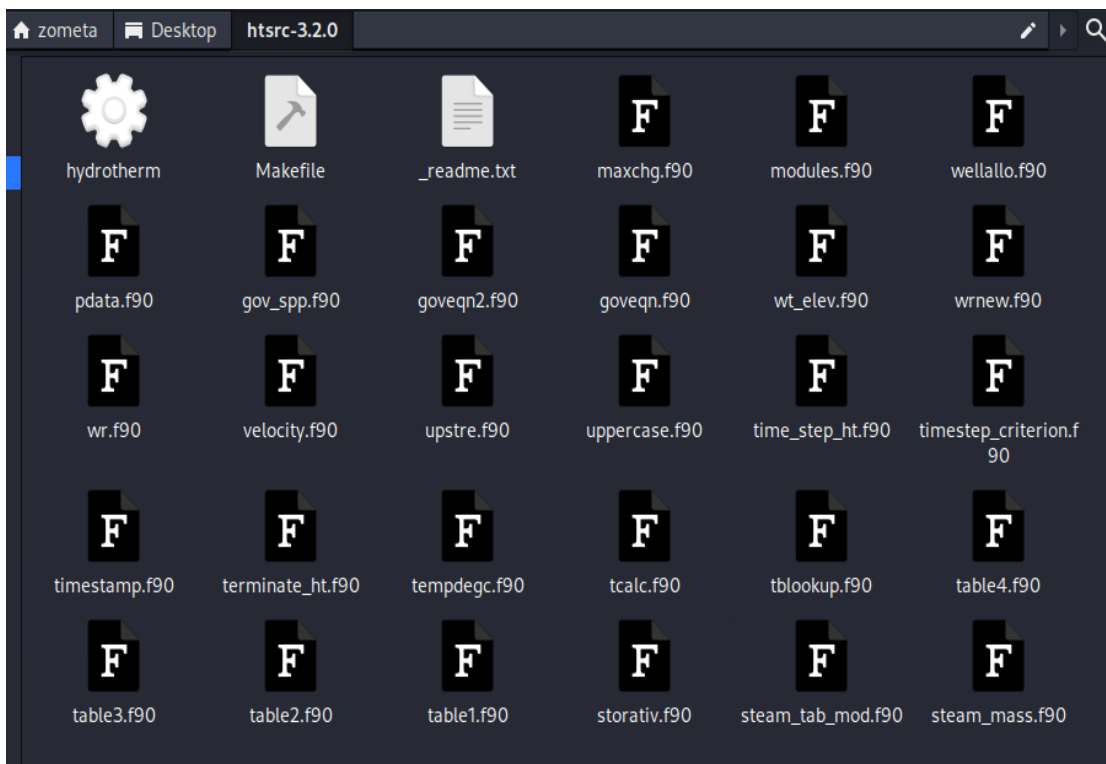 zometa Desktop htsrc-3.2.0
F F F
hydrotherm Makefile _readme.txt maxchg.f90 modules.f90 wellallo.f90
F F F F F F
pdata.f90 gov_spp.f90 goveqn2.f90 goveqn.f90 wt_elev.f90 wrnew.f90
F F F F F F
wr.f90 velocity.f90 upstre.f90 uppercase.f90 time_step_ht.f90 timestep_criterion.f
90
F F F F F F
timestamp.f90 terminate_ht.f90 tempdegc.f90 tcalc.f90 tblookup.f90 table4.f90
F F F F F F
table3.f90 table2.f90 table1.f90 storativ.f90 steam_tab_mod.f90 steam_mass.f90